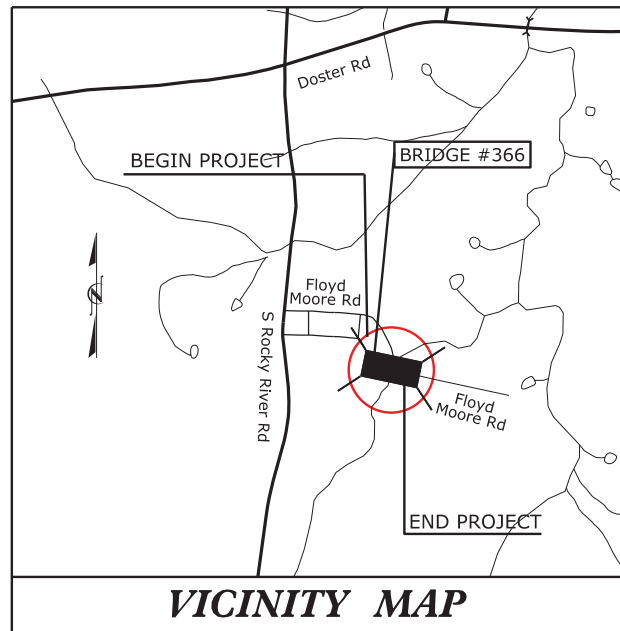 Doster Rd
BEGIN PROJECT
BRIDGE #366
Floyd
Moore Rd
S Rocky River Rd
Floyd
Moore Rd
END PROJECT
VICINITY MAP